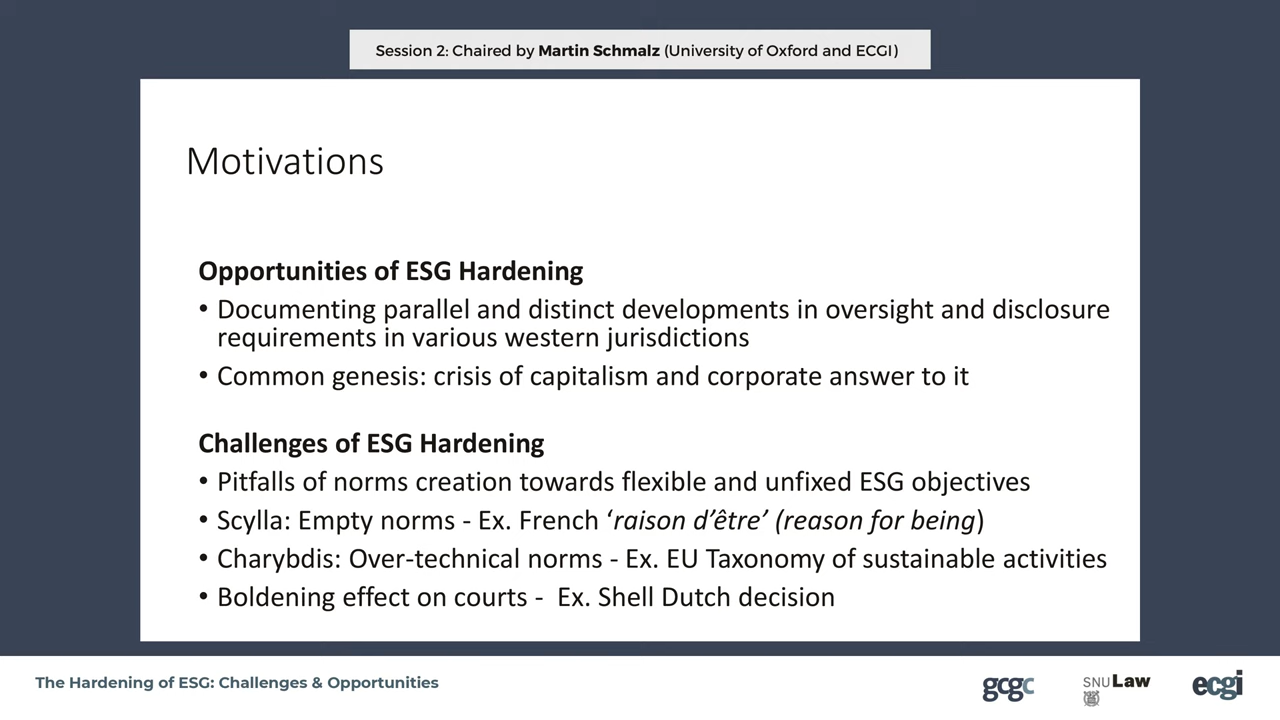 Session 2: Chaired by Martin Schmalz (University of Oxford and ECGI)
Motivations
Opportunities of ESG Hardening
• Documenting parallel and distinct developments in oversight and disclosure
requirements in various western jurisdictions
• Common genesis: crisis of capitalism and corporate answer to it
Challenges of ESG Hardening
• Pitfalls of norms creation towards flexible and unfixed ESG objectives
• Scylla: Empty norms - Ex. French ‘raison d’être’ (reason for being)
• Charybdis: Over-technical norms - Ex. EU Taxonomy of sustainable activities
• Boldening effect on courts - Ex. Shell Dutch decision
The Hardening of ESG: Challenges & Opportunities
gcgc
SNU Law
ecgi